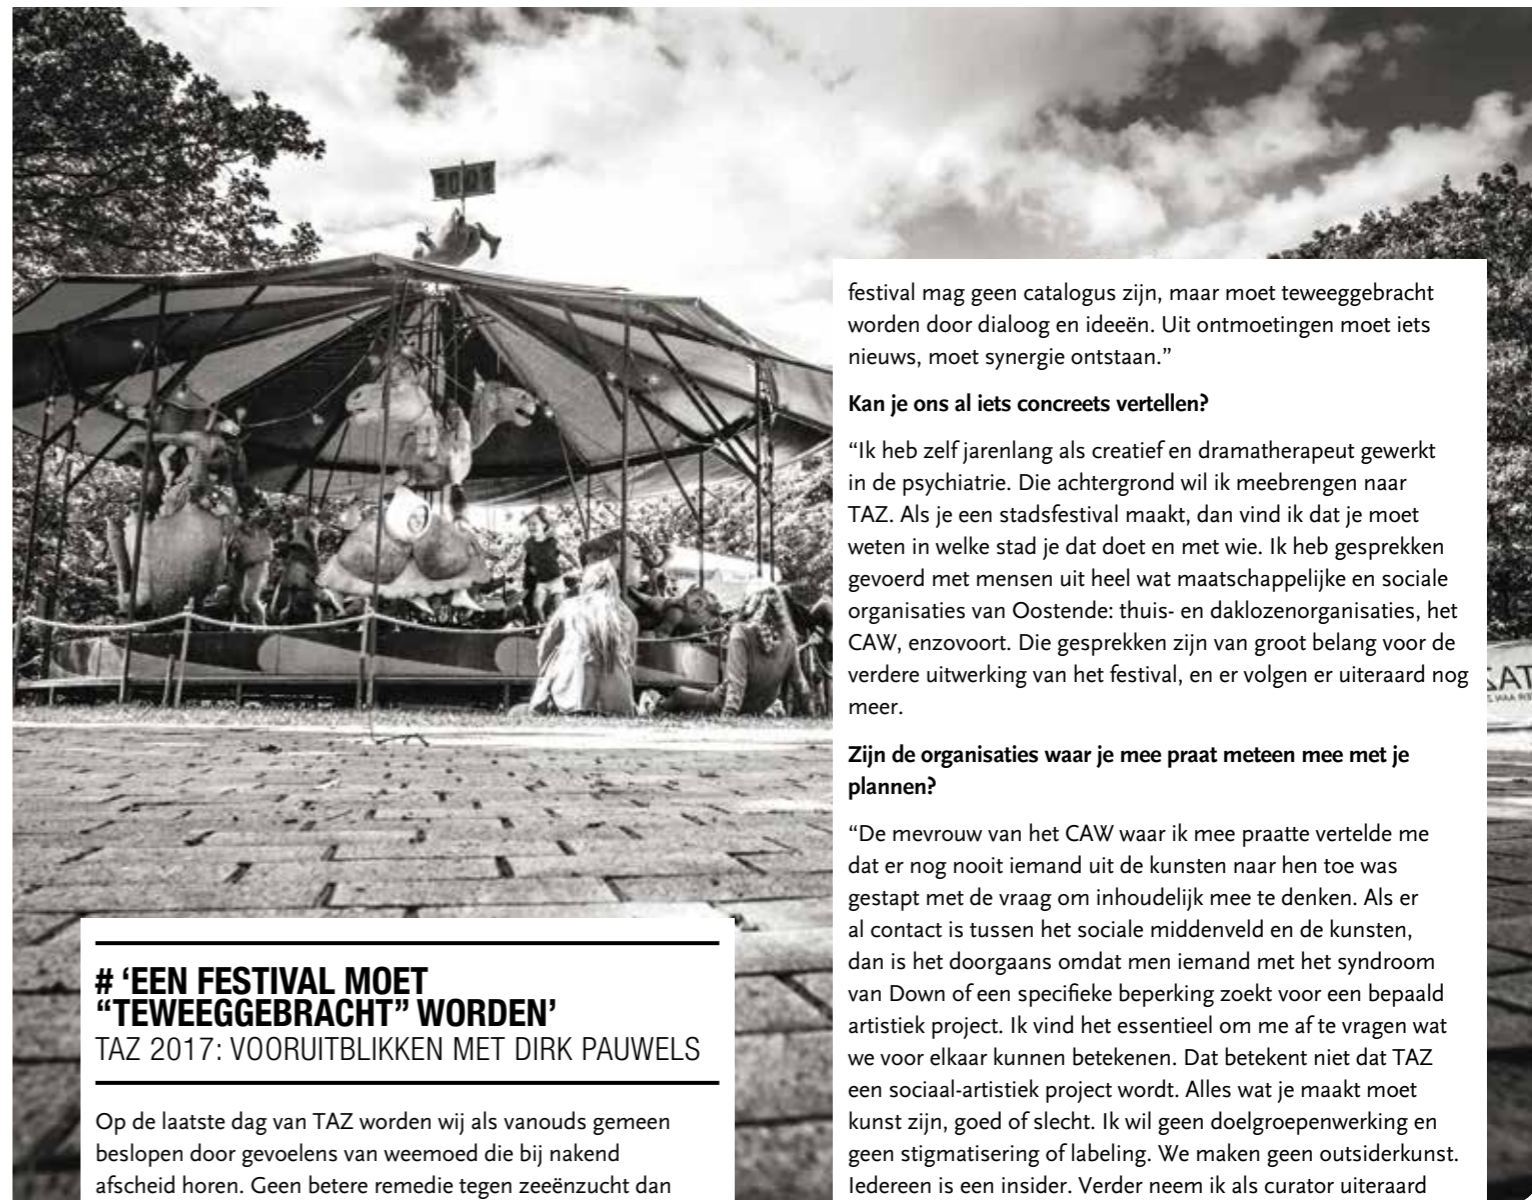 # ‘EEN FESTIVAL MOET
“TEWEEGGEBRACHT” WORDEN’
TAZ 2017: VOORUITBLIKKEN MET DIRK PAUWELS
Op de laatste dag van TAZ worden wij als vanouds gemeen
beslopen door gevoelens van weemoed die bij nakend
afscheid horen. Geen betere remedie tegen zeeënzucht dan
festival mag geen catalogus zijn, maar moet teweeggebracht
worden door dialoog en ideeën. Uit ontmoetingen moet iets
nieuws, moet synergie ontstaan.”
Kan je ons al iets concreets vertellen?
“Ik heb zelf jarenlang als creatief en dramatherapeut gewerkt
in de psychiatrie. Die achtergrond wil ik meebrengen naar
TAZ. Als je een stadsfestival maakt, dan vind ik dat je moet
weten in welke stad je dat doet en met wie. Ik heb gesprekken
gevoerd met mensen uit heel wat maatschappelijke en sociale
organisaties van Oostende: thuis- en daklozenorganisaties, het
CAW, enzovoort. Die gesprekken zijn van groot belang voor de
verdere uitwerking van het festival, en er volgen er uiteraard nog
meer.
Zijn de organisaties waar je mee praat meteen mee met je
plannen?
“De mevrouw van het CAW waar ik mee praatte vertelde me
dat er nog nooit iemand uit de kunsten naar hen toe was
gestapt met de vraag om inhoudelijk mee te denken. Als er
al contact is tussen het sociale middenveld en de kunsten,
dan is het doorgaans omdat men iemand met het syndroom
van Down of een specifieke beperking zoekt voor een bepaald
artistiek project. Ik vind het essentieel om me af te vragen wat
we voor elkaar kunnen betekenen. Dat betekent niet dat TAZ
een sociaal-artistiek project wordt. Alles wat je maakt moet
kunst zijn, goed of slecht. Ik wil geen doelgroepenwerking en
geen stigmatisering of labeling. We maken geen outsiderkunst.
Iedereen is een insider. Verder neem ik als curator uiteraard